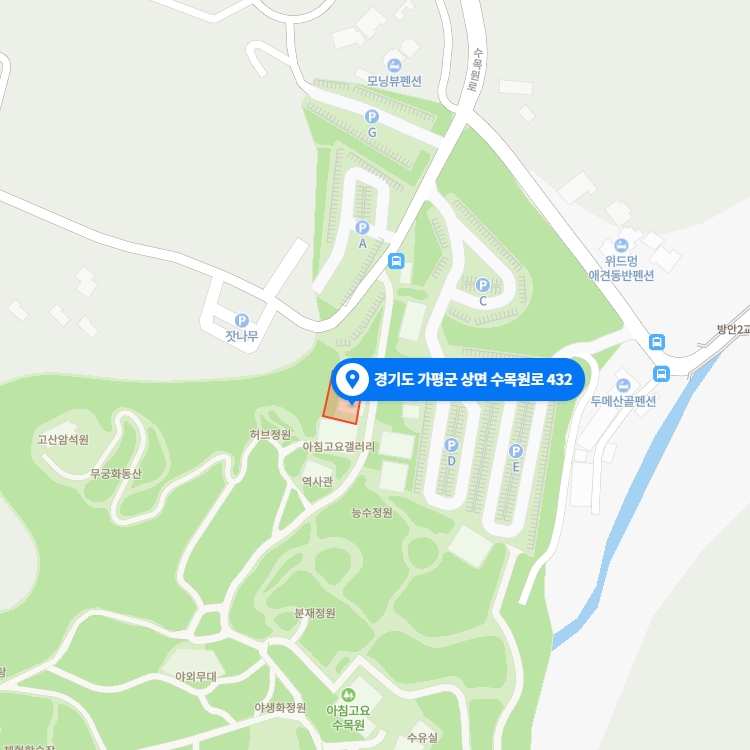 수목원로
모닝뷰펜션
P
G
P
A
위드멍
애견동반펜션
P
C
P
잣나무
방안2교
경기도 가평군 상면 수목원로 432
두메산골펜션
고산암석원
허브정원
아침고요갤러리
P
D
P
E
무궁화동산
역사관
능수정원
분재정원
야외무대
아침고요
수목원
야생화정원
수유실